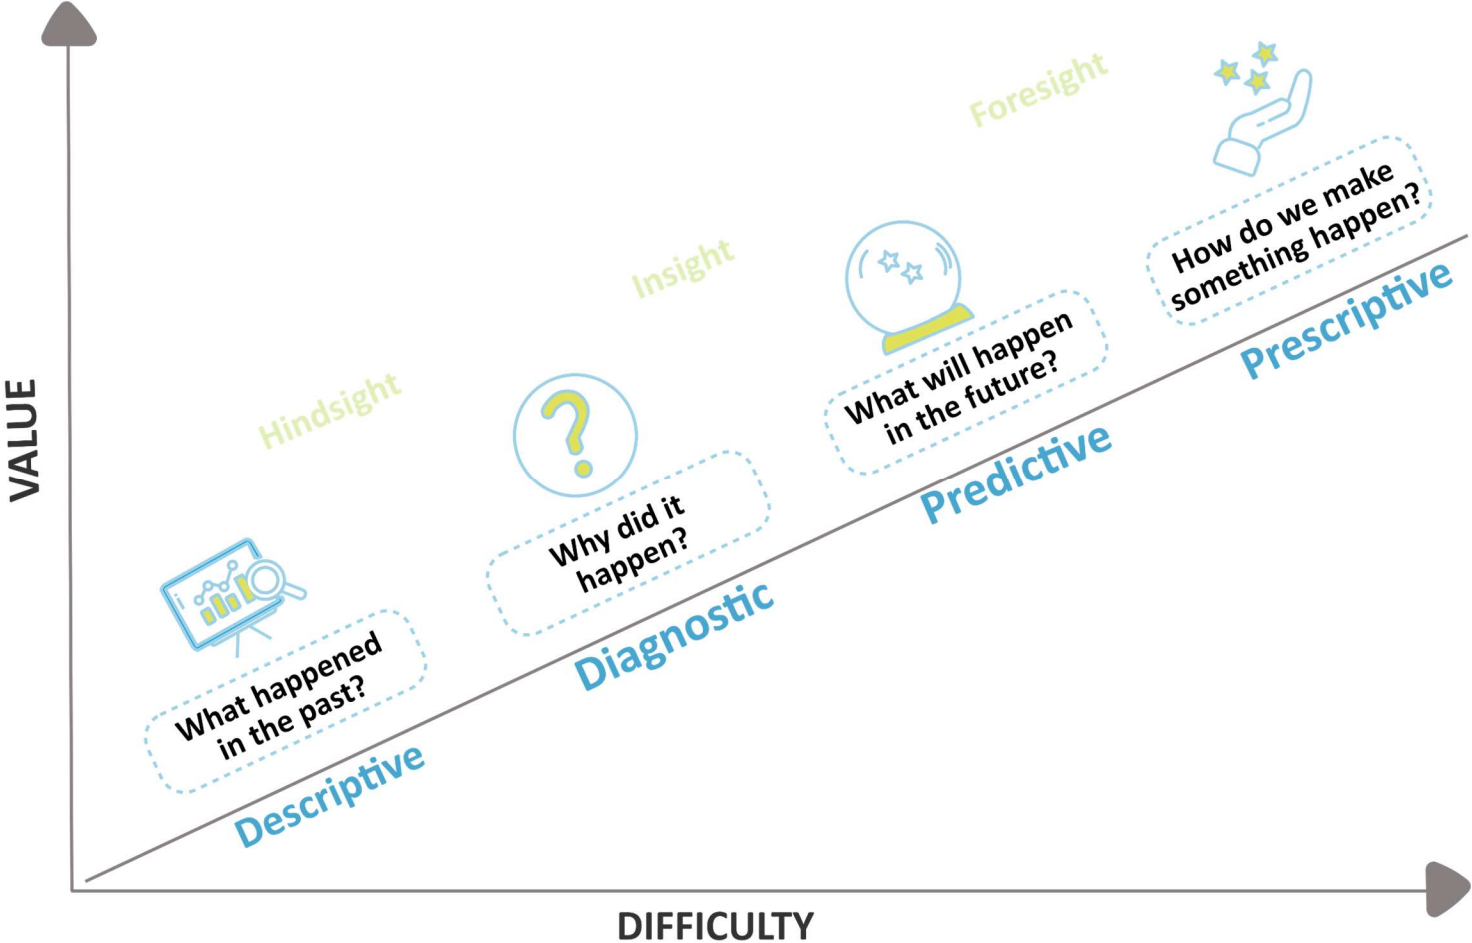 VALUE
Foresight
How do we make
something happen?
Prescriptive
Insight
What will happen
in the future?
Predictive
Hindsight
Why did it
happen?
Diagnostic
What happened
in the past?
Descriptive
DIFFICULTY